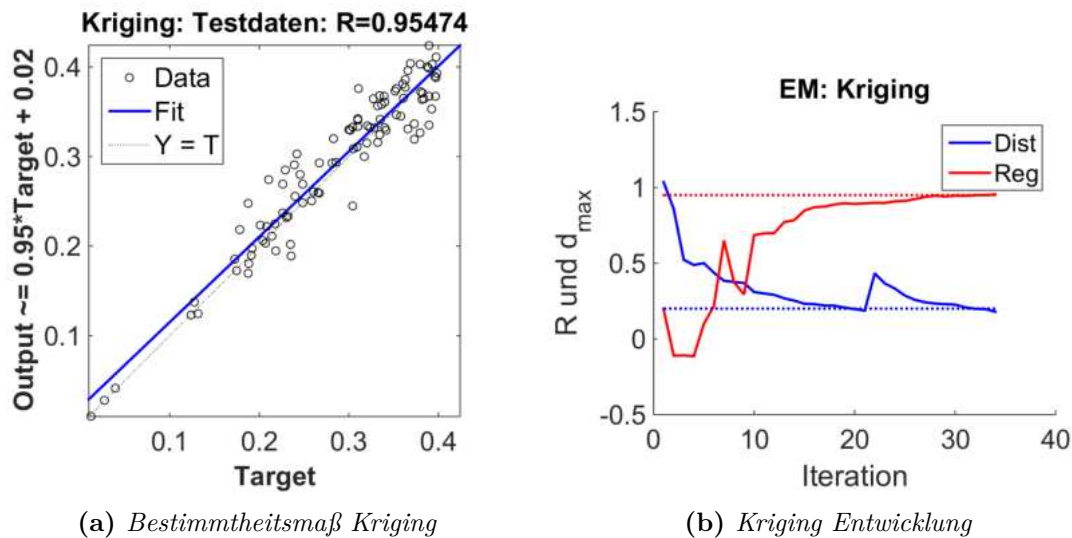 Kriging: Testdaten: R=0.95474
Output ~= 0.95*Target + 0.02
0.4
0.3
0.2
0.1
Data
Fit
Y = T
0.1 0.2 0.3 0.4
Target
(a) Bestimmtheitsmaß Kriging
EM: Kriging
R und d_max
1.5
1
0.5
0
-0.5
Dist
Reg
0 10 20 30 40
Iteration
(b) Kriging Entwicklung